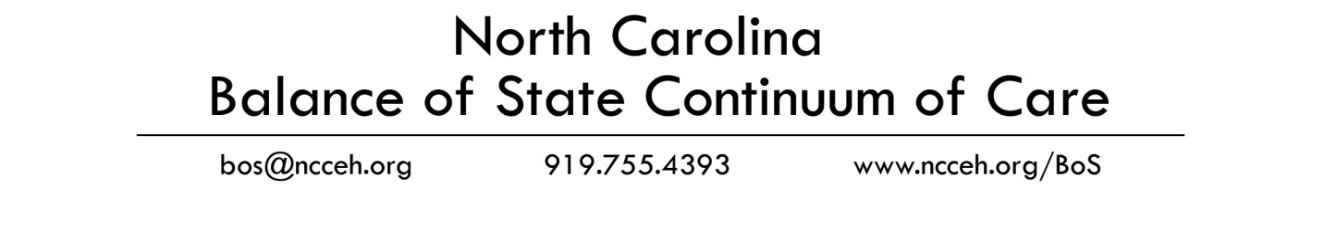 North Carolina
Balance of State Continuum of Care
bos@ncceh.org 919.755.4393 www.ncceh.org/BoS